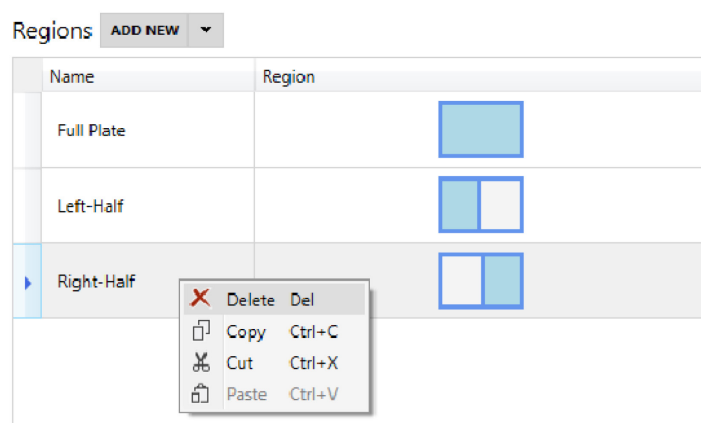 Regions ADD NEW
Name Region
Full Plate
Left-Half
Right-Half
Delete Del
Copy Ctrl+C
Cut Ctrl+X
Paste Ctrl+V